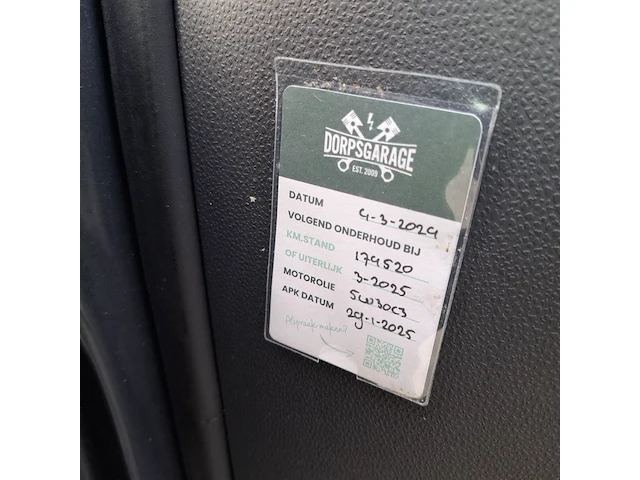 DORPSGARAGE
EST. 2009
DATUM 4-3-2024
VOLGEND ONDERHOUD BIJ
KM.STAND 174520
OF UITERLIJK 3-2025
MOTOROLIE 5W30C3
APK DATUM 29-1-2025
Afspraak maken?